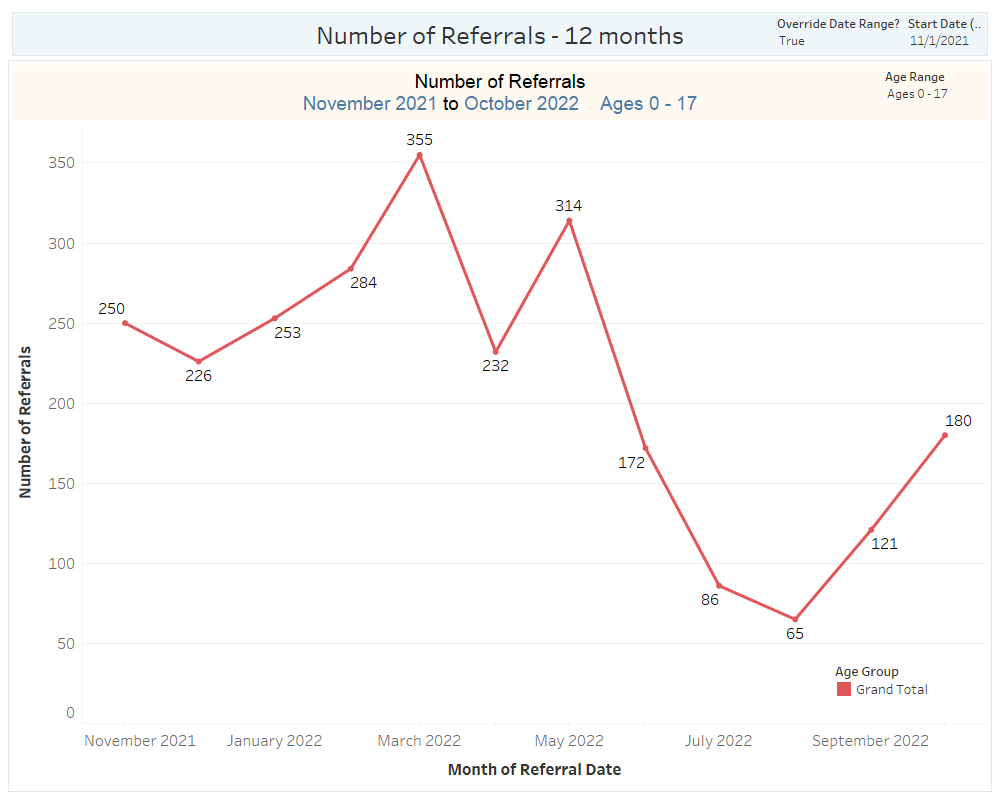 Number of Referrals - 12 months
Override Date Range? Start Date (..
True 11/1/2021
Number of Referrals
November 2021 to October 2022 Ages 0 - 17
Age Range
Ages 0 - 17
Number of Referrals
350
300
250
200
150
100
50
0
250
226
253
284
355
232
314
172
86
65
121
180
Age Group
Grand Total
November 2021 January 2022 March 2022 May 2022 July 2022 September 2022
Month of Referral Date